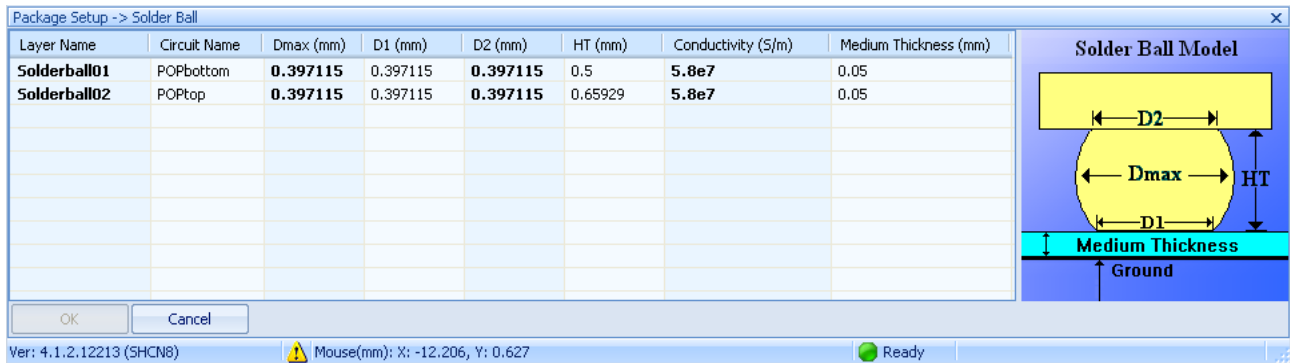 Package Setup -> Solder Ball
Layer Name Circuit Name Dmax (mm) D1 (mm) D2 (mm) HT (mm) Conductivity (S/m) Medium Thickness (mm)
Solderball01 POPbottom 0.397115 0.397115 0.397115 0.5 5.8e7 0.05
Solderball02 POPtop 0.397115 0.397115 0.397115 0.65929 5.8e7 0.05
Solder Ball Model
D2
Dmax
HT
D1
Medium Thickness
Ground
OK Cancel
Ver: 4.1.2.12213 (SHCN8) Mouse(mm): X: -12.206, Y: 0.627 Ready